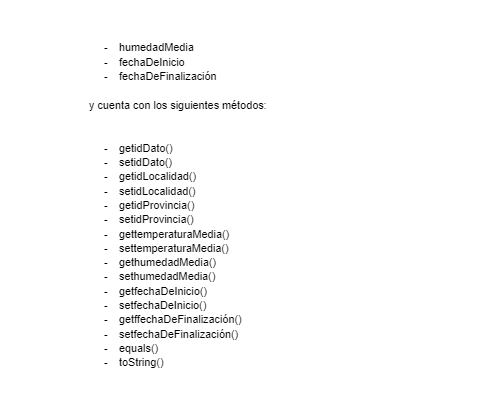 - humedadMedia
- fechaDeInicio
- fechaDeFinalización
y cuenta con los siguientes métodos:
- getidDato()
- setidDato()
- getidLocalidad()
- setidLocalidad()
- getidProvincia()
- setidProvincia()
- gettemperaturaMedia()
- settemperaturaMedia()
- gethumedadMedia()
- sethumedadMedia()
- getfechaDeInicio()
- setfechaDeInicio()
- getffechaDeFinalización()
- setfechaDeFinalización()
- equals()
- toString()